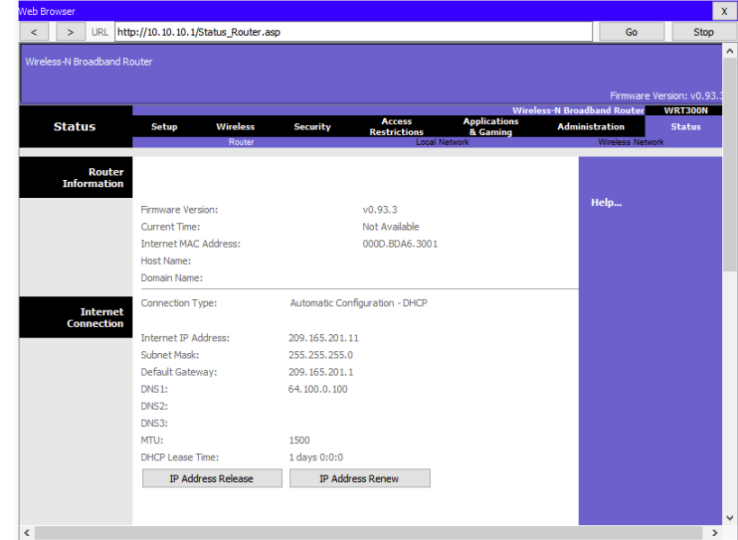 Web Browser X
< > URL http://10.10.10.1/Status_Router.asp Go Stop
Wireless-N Broadband Router
Firmware Version: v0.93.3
Wireless-N Broadband Router WRT300N
Status Setup Wireless Security Access Restrictions Applications & Gaming Administration Status
Router Local Network Wireless Network
Router Information
Help...
Firmware Version: v0.93.3
Current Time: Not Available
Internet MAC Address: 000D.BDA6.3001
Host Name:
Domain Name:
Internet Connection
Connection Type: Automatic Configuration - DHCP
Internet IP Address: 209.165.201.11
Subnet Mask: 255.255.255.0
Default Gateway: 209.165.201.1
DNS1: 64.100.0.100
DNS2:
DNS3:
MTU: 1500
DHCP Lease Time: 1 days 0:0:0
IP Address Release IP Address Renew